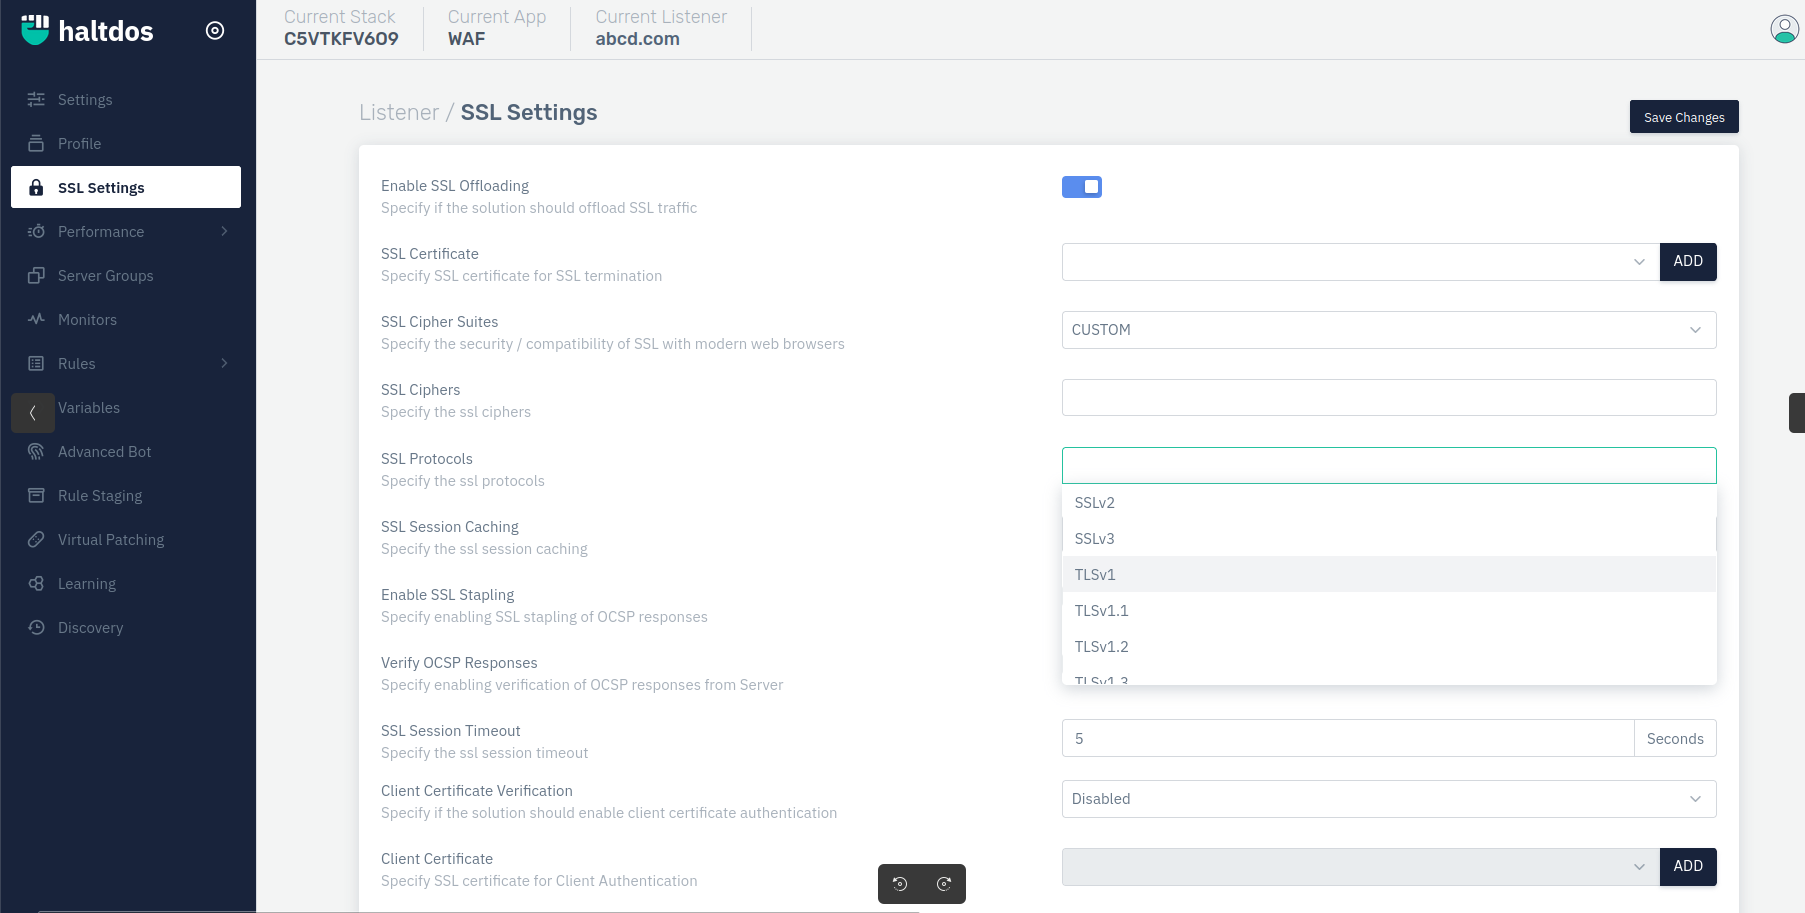 haltdos
Current Stack
C5VTKFV6O9
Current App
WAF
Current Listener
abcd.com
Settings
Profile
SSL Settings
Performance
Server Groups
Monitors
Rules
Variables
Advanced Bot
Rule Staging
Virtual Patching
Learning
Discovery
Listener / SSL Settings
Save Changes
Enable SSL Offloading
Specify if the solution should offload SSL traffic
SSL Certificate
Specify SSL certificate for SSL termination
ADD
SSL Cipher Suites
Specify the security / compatibility of SSL with modern web browsers
CUSTOM
SSL Ciphers
Specify the ssl ciphers
SSL Protocols
Specify the ssl protocols
SSLv2
SSLv3
TLSv1
TLSv1.1
TLSv1.2
TLSv1.3
SSL Session Caching
Specify the ssl session caching
Enable SSL Stapling
Specify enabling SSL stapling of OCSP responses
Verify OCSP Responses
Specify enabling verification of OCSP responses from Server
SSL Session Timeout
Specify the ssl session timeout
5
Seconds
Client Certificate Verification
Specify if the solution should enable client certificate authentication
Disabled
Client Certificate
Specify SSL certificate for Client Authentication
ADD